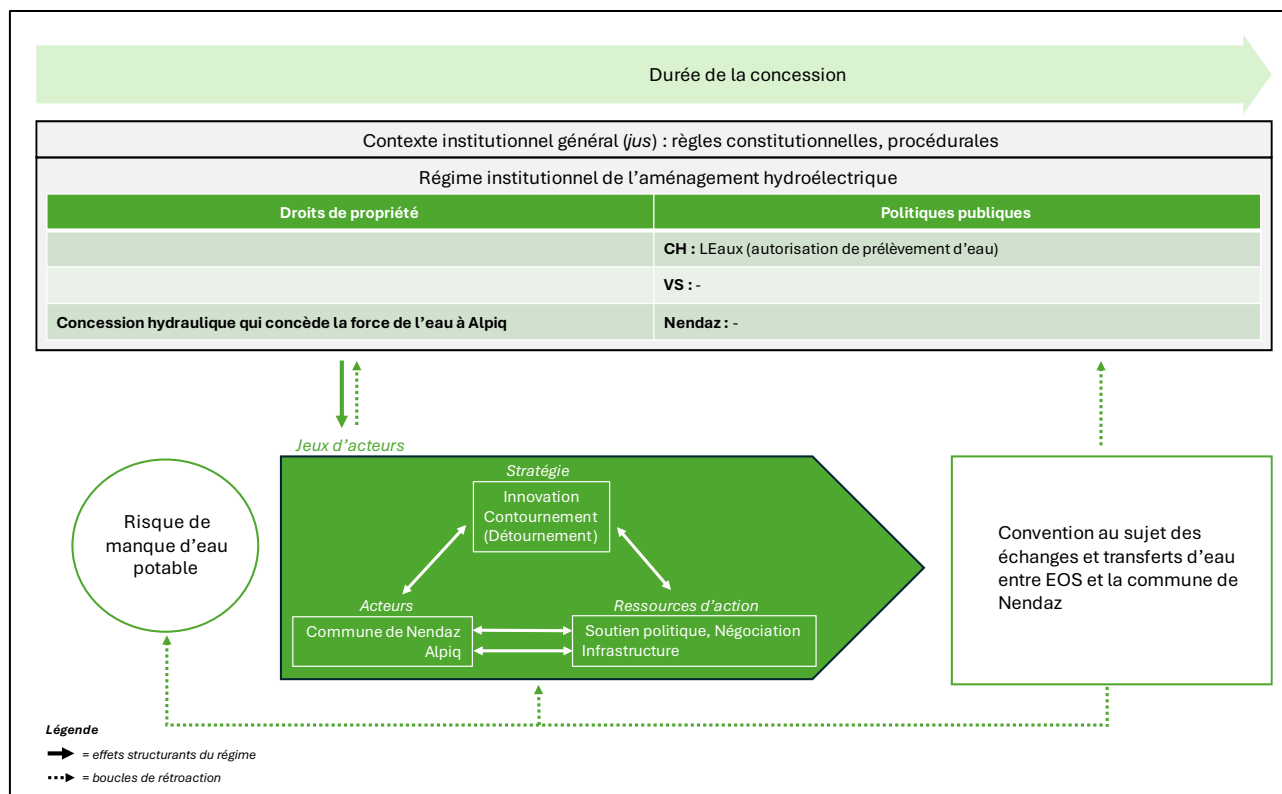 Durée de la concession
Contexte institutionnel général (jus) : règles constitutionnelles, procédurales
Régime institutionnel de l’aménagement hydroélectrique
Droits de propriété
Politiques publiques
CH : LEaux (autorisation de prélèvement d’eau)
VS : -
Concession hydraulique qui concède la force de l’eau à Alpiq
Nendaz : -
Jeux d’acteurs
Stratégie
Innovation
Contournement
(Détournement)
Risque de
manque d’eau
potable
Convention au sujet des
échanges et transferts d’eau
entre EOS et la commune de
Nendaz
Acteurs
Ressources d’action
Commune de Nendaz
Alpiq
Soutien politique, Négociation
Infrastructure
Légende
= effets structurants du régime
= boucles de rétroaction